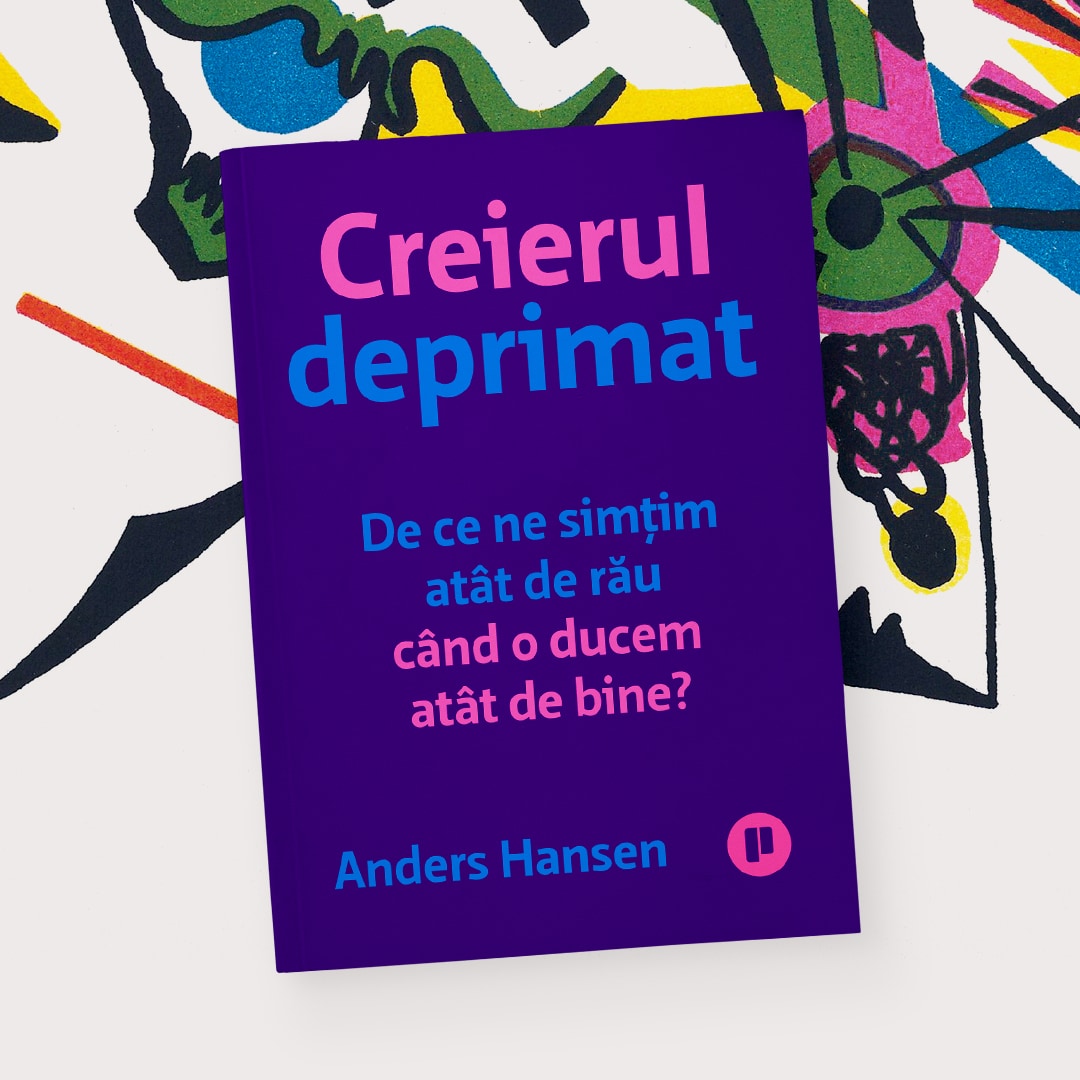 Creierul
deprimat
De ce ne simțim
atât de rău
când o ducem
atât de bine?
Anders Hansen